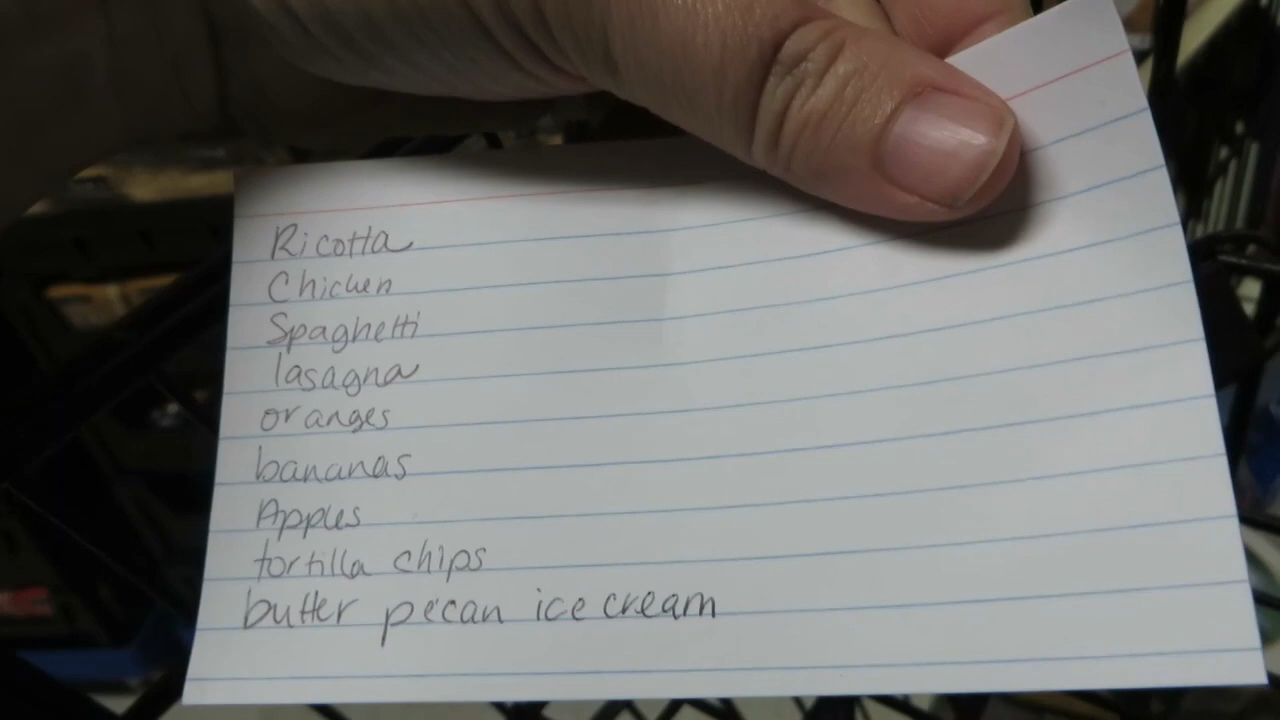 Ricotta
Chicken
Spaghetti
lasagna
oranges
bananas
Apples
tortilla chips
butter pecan ice cream